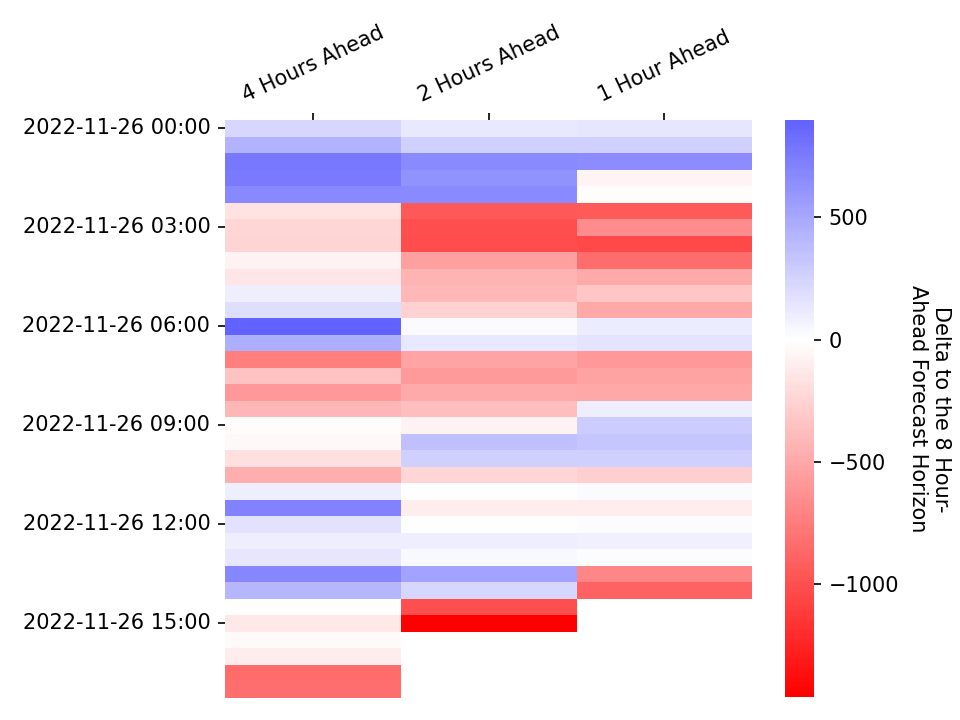 4 Hours Ahead
2 Hours Ahead
1 Hour Ahead
2022-11-26 00:00
2022-11-26 03:00
2022-11-26 06:00
2022-11-26 09:00
2022-11-26 12:00
2022-11-26 15:00
500
0
−500
−1000
Delta to the 8 Hour-
Ahead Forecast Horizon